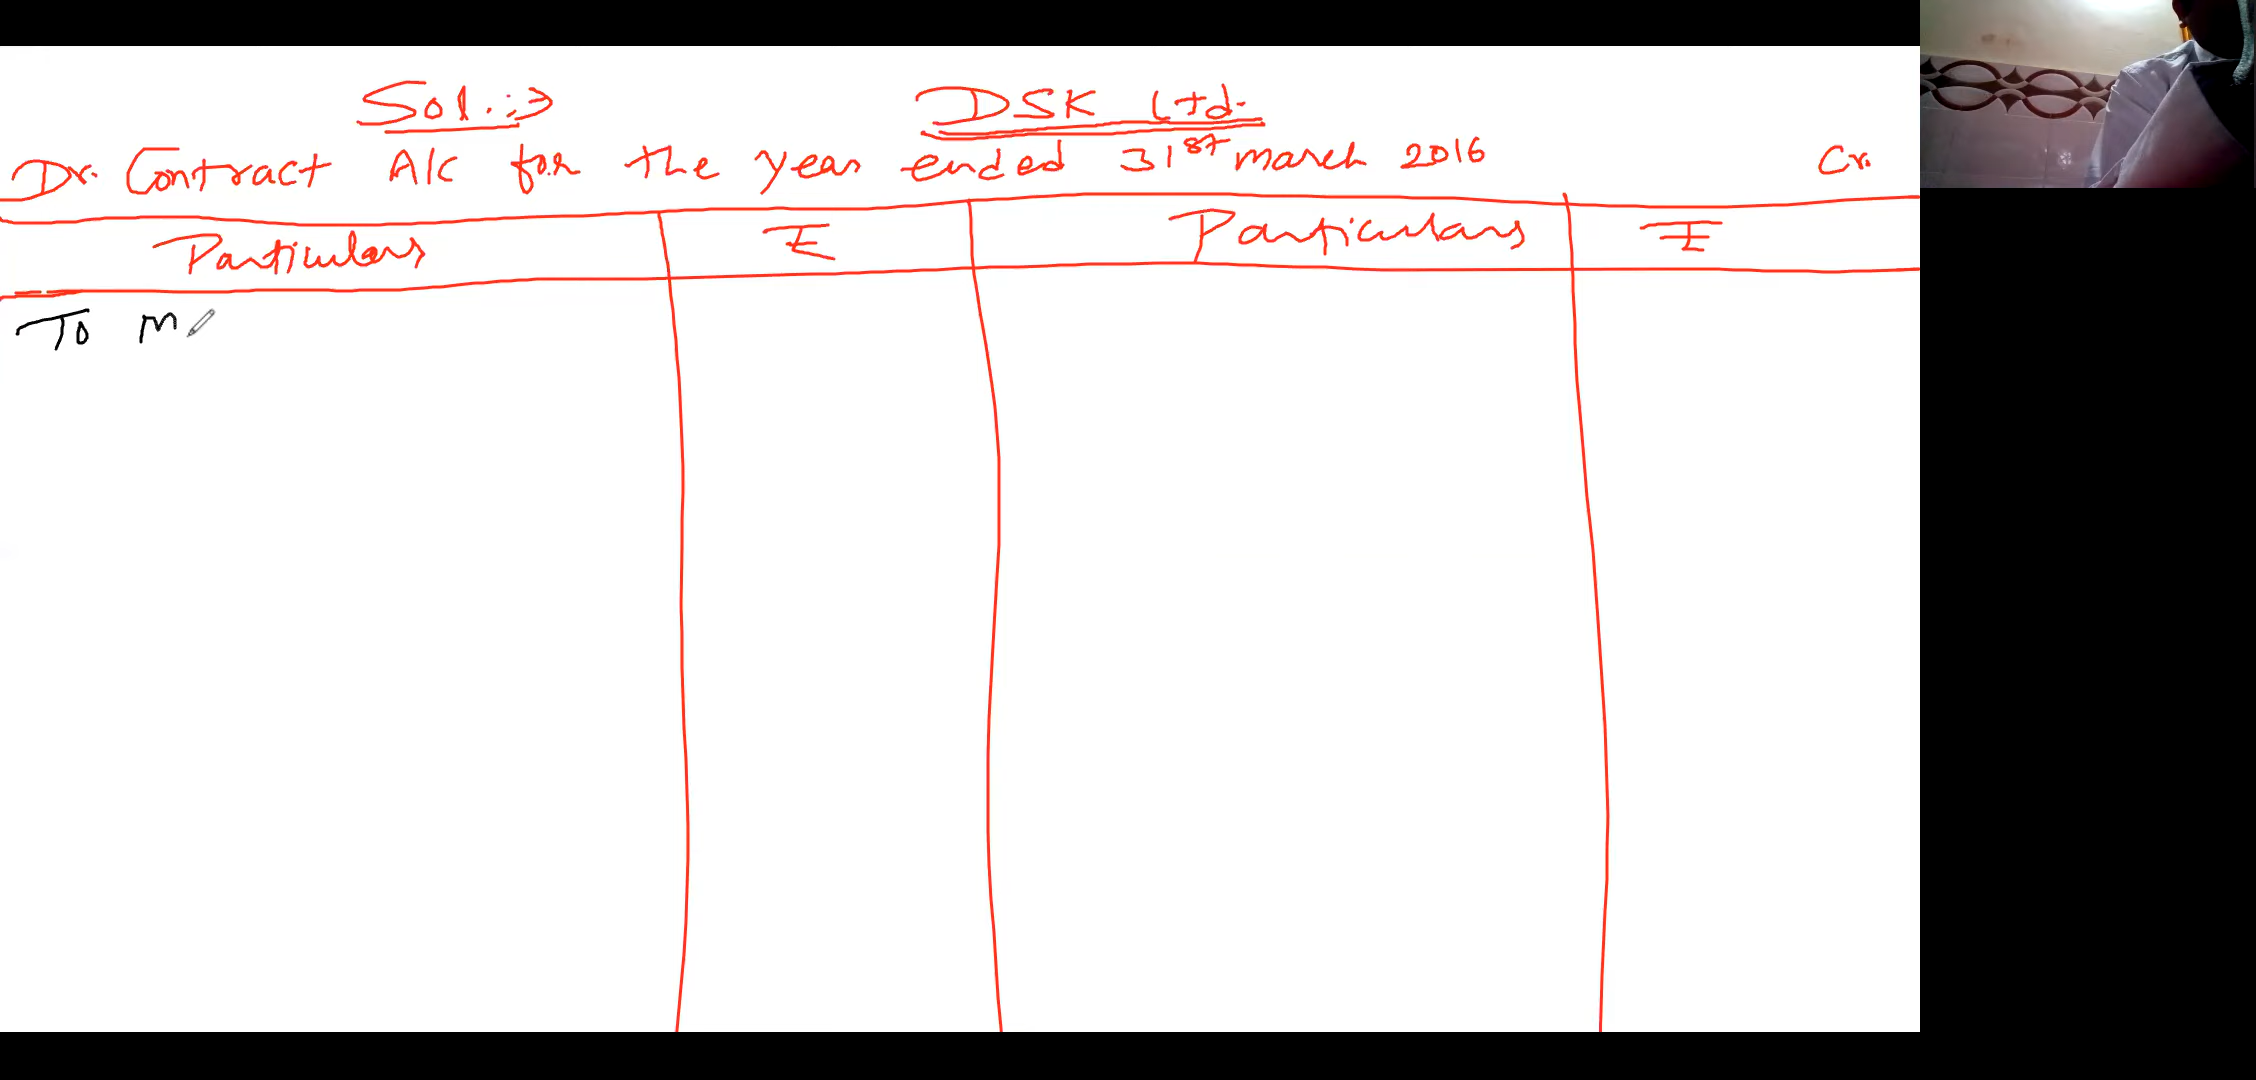 Sol.:⇒ DSK Ltd.
Dr. Contract A/c for the year ended 31st march 2016 Cr.
Particulars ₹ Particulars ₹
To m